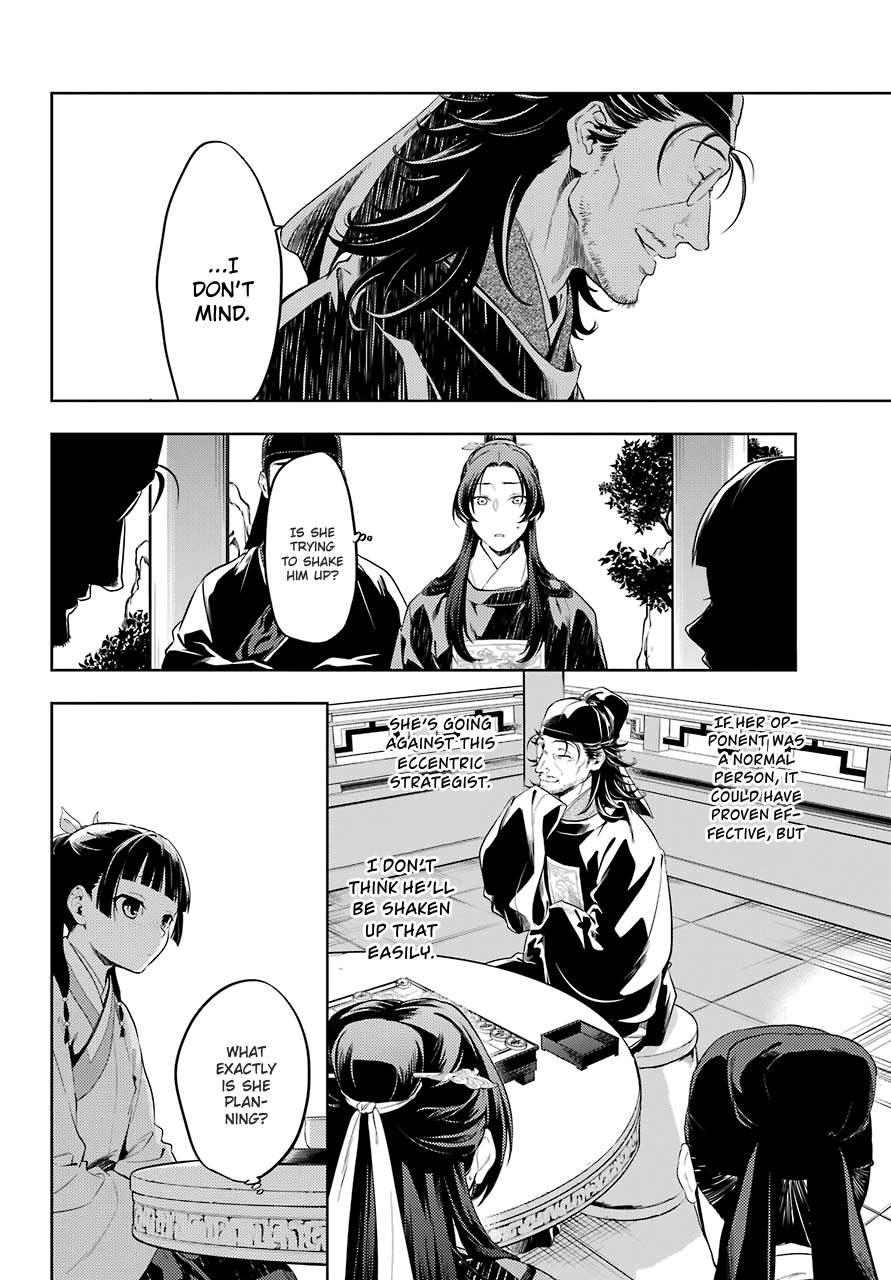 ...I
DON'T
MIND.
IS SHE
TRYING
TO SHAKE
HIM UP?
IF HER OP-
PONENT WAS
A NORMAL
PERSON, IT
COULD HAVE
PROVEN EF-
FECTIVE, BUT
SHE'S GOING
AGAINST THIS
ECCENTRIC
STRATEGIST.
I DON'T
THINK HE'LL
BE SHAKEN
UP THAT
EASILY.
WHAT
EXACTLY
IS SHE
PLAN-
NING?